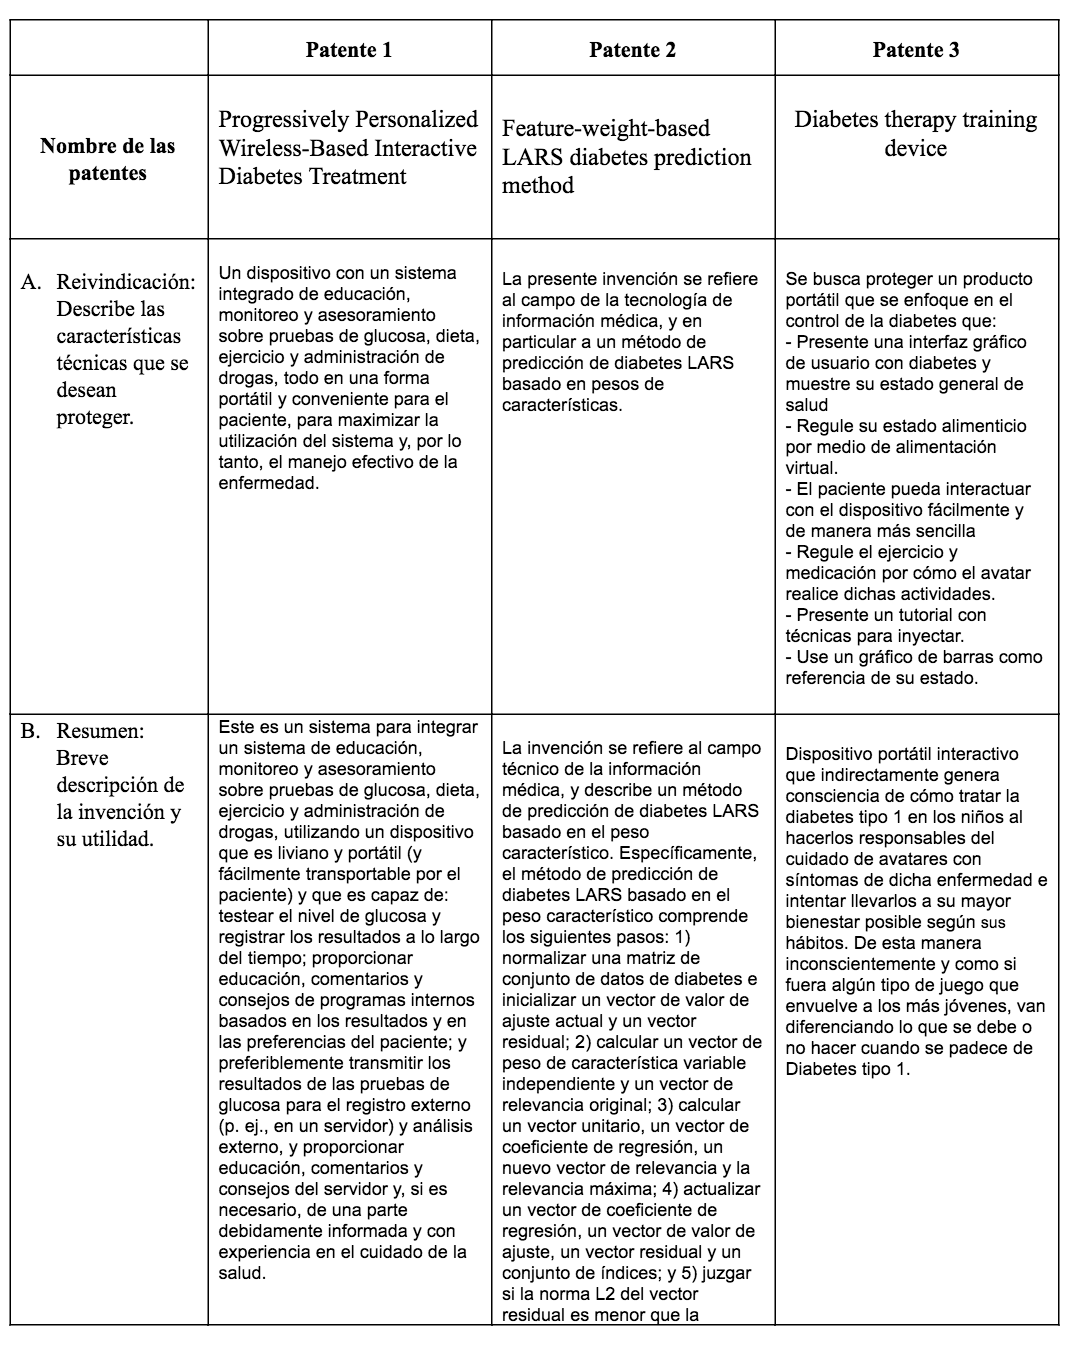 Patente 1
Patente 2
Patente 3
Nombre de las
patentes
Progressively Personalized
Wireless-Based Interactive
Diabetes Treatment
Feature-weight-based
LARS diabetes prediction
method
Diabetes therapy training
device
A. Reivindicación:
Describe las
características
técnicas que se
desean
proteger.
Un dispositivo con un sistema
integrado de educación,
monitoreo y asesoramiento
sobre pruebas de glucosa, dieta,
ejercicio y administración de
drogas, todo en una forma
portátil y conveniente para el
paciente, para maximizar la
utilización del sistema y, por lo
tanto, el manejo efectivo de la
enfermedad.
La presente invención se refiere
al campo de la tecnología de
información médica, y en
particular a un método de
predicción de diabetes LARS
basado en pesos de
características.
Se busca proteger un producto
portátil que se enfoque en el
control de la diabetes que:
- Presente una interfaz gráfico
de usuario con diabetes y
muestre su estado general de
salud
- Regule su estado alimenticio
por medio de alimentación
virtual.
- El paciente pueda interactuar
con el dispositivo fácilmente y
de manera más sencilla
- Regule el ejercicio y
medicación por cómo el avatar
realice dichas actividades.
- Presente un tutorial con
técnicas para inyectar.
- Use un gráfico de barras como
referencia de su estado.
B. Resumen:
Breve
descripción de
la invención y
su utilidad.
Este es un sistema para integrar
un sistema de educación,
monitoreo y asesoramiento
sobre pruebas de glucosa, dieta,
ejercicio y administración de
drogas, utilizando un dispositivo
que es liviano y portátil (y
fácilmente transportable por el
paciente) y que es capaz de:
testear el nivel de glucosa y
registrar los resultados a lo largo
del tiempo; proporcionar
educación, comentarios y
consejos de programas internos
basados en los resultados y en
las preferencias del paciente; y
preferiblemente transmitir los
resultados de las pruebas de
glucosa para el registro externo
(p. ej., en un servidor) y análisis
externo, y proporcionar
educación, comentarios y
consejos del servidor y, si es
necesario, de una parte
debidamente informada y con
experiencia en el cuidado de la
salud.
La invención se refiere al campo
técnico de la información
médica, y describe un método
de predicción de diabetes LARS
basado en el peso
característico. Específicamente,
el método de predicción de
diabetes LARS basado en el
peso característico comprende
los siguientes pasos: 1)
normalizar una matriz de
conjunto de datos de diabetes e
inicializar un vector de valor de
ajuste actual y un vector
residual; 2) calcular un vector de
peso de característica variable
independiente y un vector de
relevancia original; 3) calcular
un vector unitario, un vector de
coeficiente de regresión, un
nuevo vector de relevancia y la
relevancia máxima; 4) actualizar
un vector de coeficiente de
regresión, un vector de valor de
ajuste, un vector residual y un
conjunto de índices; y 5) juzgar
si la norma L2 del vector
residual es menor que la
Dispositivo portátil interactivo
que indirectamente genera
consciencia de cómo tratar la
diabetes tipo 1 en los niños al
hacerlos responsables del
cuidado de avatares con
síntomas de dicha enfermedad e
intentar llevarlos a su mayor
bienestar posible según sus
hábitos. De esta manera
inconscientemente y como si
fuera algún tipo de juego que
envuelve a los más jóvenes, van
diferenciando lo que se debe o
no hacer cuando se padece de
Diabetes tipo 1.